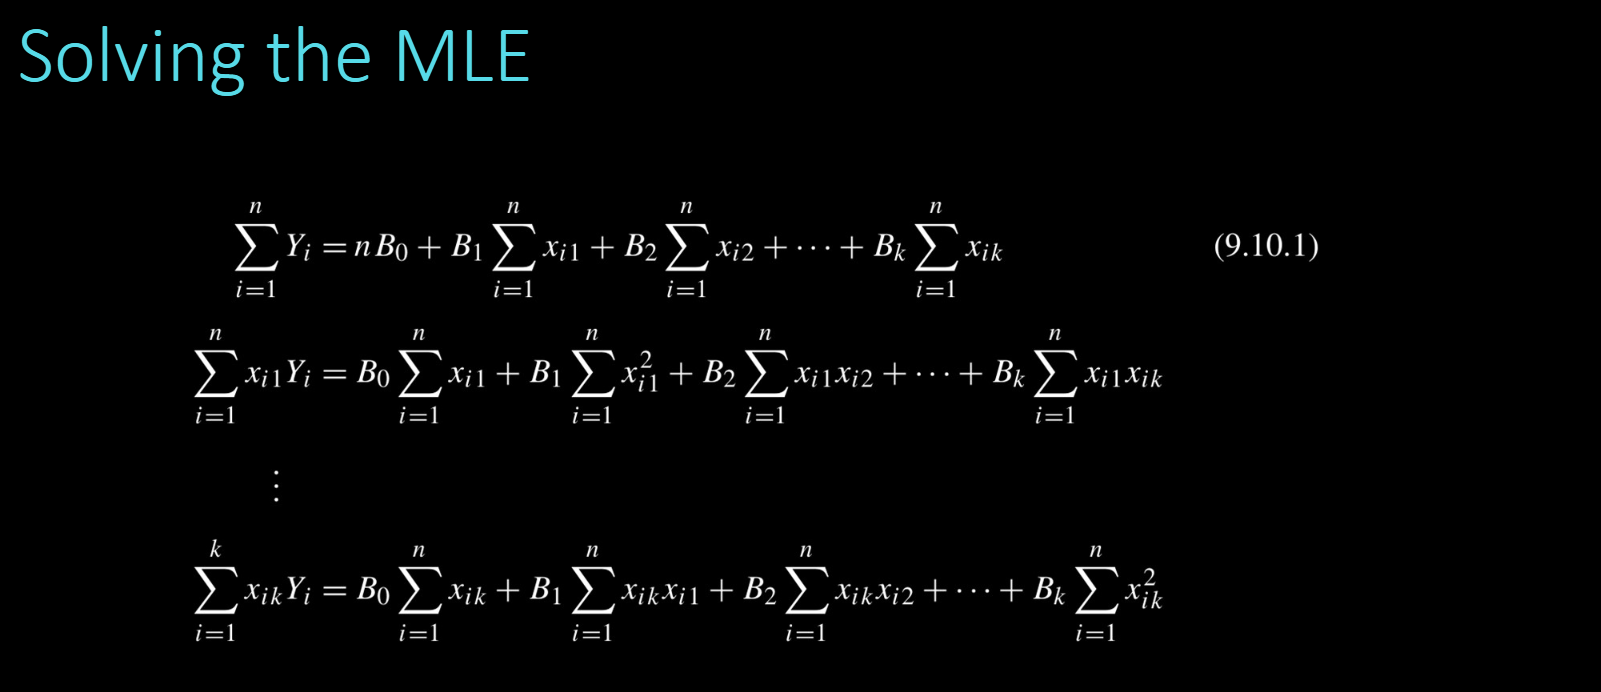 Solving the MLE
\sum_{i=1}^{n} Y_i = nB_0 + B_1 \sum_{i=1}^{n} x_{i1} + B_2 \sum_{i=1}^{n} x_{i2} + \cdots + B_k \sum_{i=1}^{n} x_{ik} (9.10.1)
\sum_{i=1}^{n} x_{i1} Y_i = B_0 \sum_{i=1}^{n} x_{i1} + B_1 \sum_{i=1}^{n} x_{i1}^2 + B_2 \sum_{i=1}^{n} x_{i1} x_{i2} + \cdots + B_k \sum_{i=1}^{n} x_{i1} x_{ik}
\vdots
\sum_{i=1}^{k} x_{ik} Y_i = B_0 \sum_{i=1}^{n} x_{ik} + B_1 \sum_{i=1}^{n} x_{ik} x_{i1} + B_2 \sum_{i=1}^{n} x_{ik} x_{i2} + \cdots + B_k \sum_{i=1}^{n} x_{ik}^2